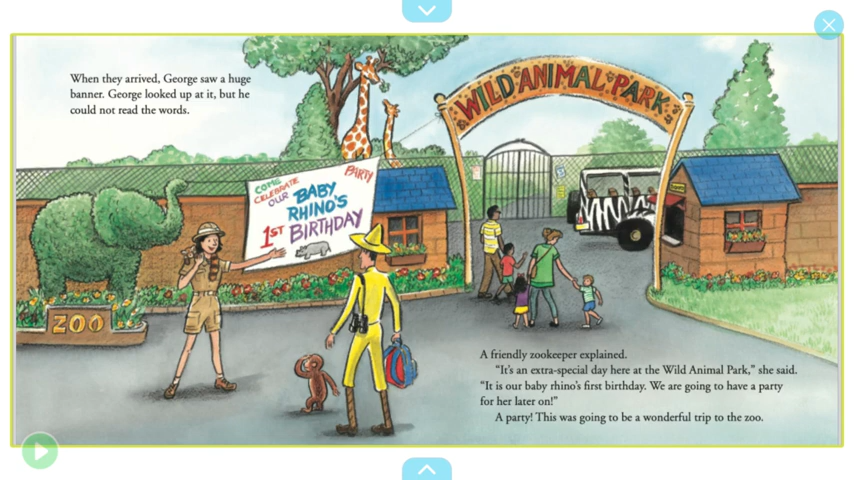 When they arrived, George saw a huge
banner. George looked up at it, but he
could not read the words.
WILD ANIMAL PARK
COME
CELEBRATE
OUR
PARTY
BABY
RHINO'S
1ST BIRTHDAY
ZOO
A friendly zookeeper explained.
"It's an extra-special day here at the Wild Animal Park," she said.
"It is our baby rhino's first birthday. We are going to have a party
for her later on!"
A party! This was going to be a wonderful trip to the zoo.